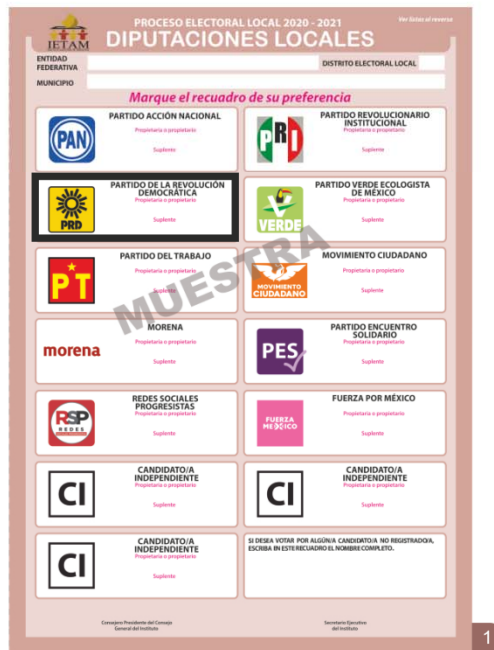 IETAM
PROCESO ELECTORAL LOCAL 2020 - 2021
DIPUTACIONES LOCALES
Ver listas al reverso
ENTIDAD
FEDERATIVA
DISTRITO ELECTORAL LOCAL
MUNICIPIO
Marque el recuadro de su preferencia
PAN
PARTIDO ACCIÓN NACIONAL
Propietaria o propietario
Suplente
PRI
PARTIDO REVOLUCIONARIO
INSTITUCIONAL
Propietaria o propietario
Suplente
PRD
PARTIDO DE LA REVOLUCIÓN
DEMOCRÁTICA
Propietaria o propietario
Suplente
VERDE
PARTIDO VERDE ECOLOGISTA
DE MÉXICO
Propietaria o propietario
Suplente
PT
PARTIDO DEL TRABAJO
Propietaria o propietario
Suplente
MOVIMIENTO
CIUDADANO
MOVIMIENTO CIUDADANO
Propietaria o propietario
Suplente
MUESTRA
morena
MORENA
Propietaria o propietario
Suplente
PES
PARTIDO ENCUENTRO
SOLIDARIO
Propietaria o propietario
Suplente
RSP
REDES
REDES SOCIALES
PROGRESISTAS
Propietaria o propietario
Suplente
FUERZA
MEXICO
FUERZA POR MÉXICO
Propietaria o propietario
Suplente
CI
CANDIDATO/A
INDEPENDIENTE
Propietaria o propietario
Suplente
CI
CANDIDATO/A
INDEPENDIENTE
Propietaria o propietario
Suplente
CI
CANDIDATO/A
INDEPENDIENTE
Propietaria o propietario
Suplente
SI DESEA VOTAR POR ALGÚN/A CANDIDATO/A NO REGISTRADO/A,
ESCRIBA EN ESTE RECUADRO EL NOMBRE COMPLETO.
Consejero Presidente del Consejo
General del Instituto
Secretario Ejecutivo
del Instituto
1